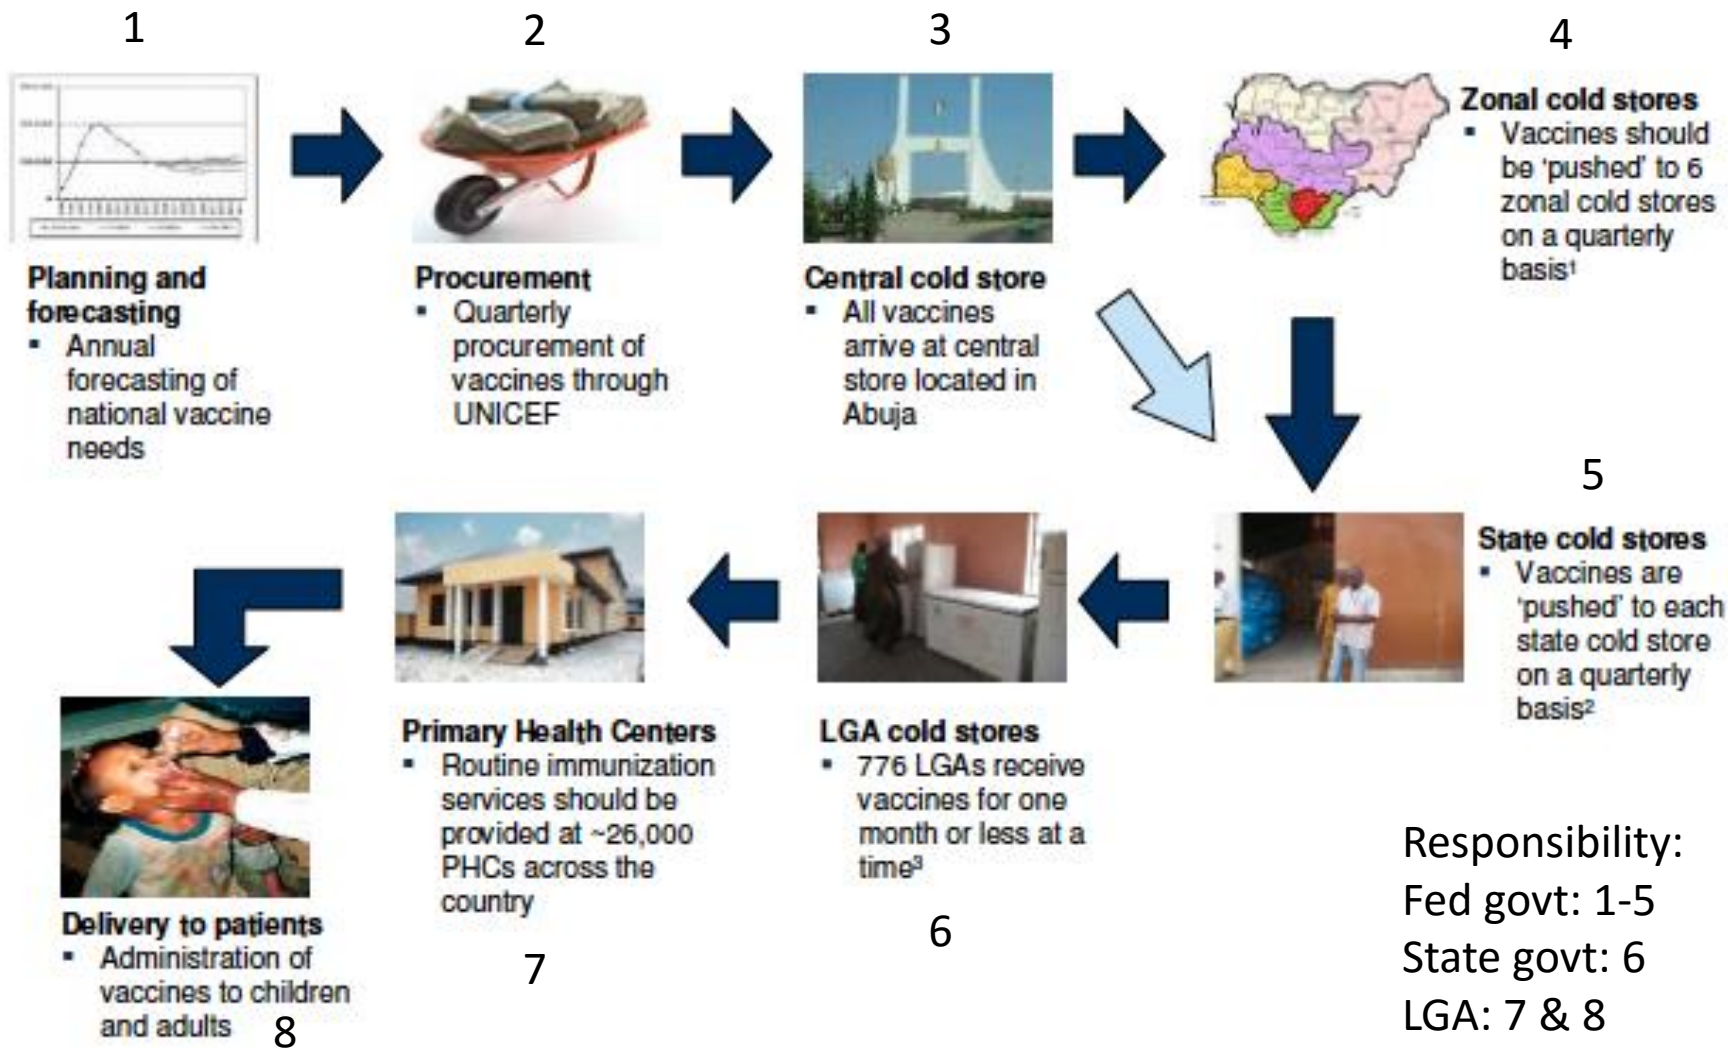 1
2
3
4
Planning and
forecasting
▪ Annual
forecasting of
national vaccine
needs
Procurement
▪ Quarterly
procurement of
vaccines through
UNICEF
Central cold store
▪ All vaccines
arrive at central
store located in
Abuja
Zonal cold stores
▪ Vaccines should
be ‘pushed’ to 6
zonal cold stores
on a quarterly
basis¹
5
State cold stores
▪ Vaccines are
‘pushed’ to each
state cold store
on a quarterly
basis²
LGA cold stores
▪ 776 LGAs receive
vaccines for one
month or less at a
time³
6
Primary Health Centers
▪ Routine immunization
services should be
provided at ~26,000
PHCs across the
country
7
Delivery to patients
▪ Administration of
vaccines to children
and adults
8
Responsibility:
Fed govt: 1-5
State govt: 6
LGA: 7 & 8